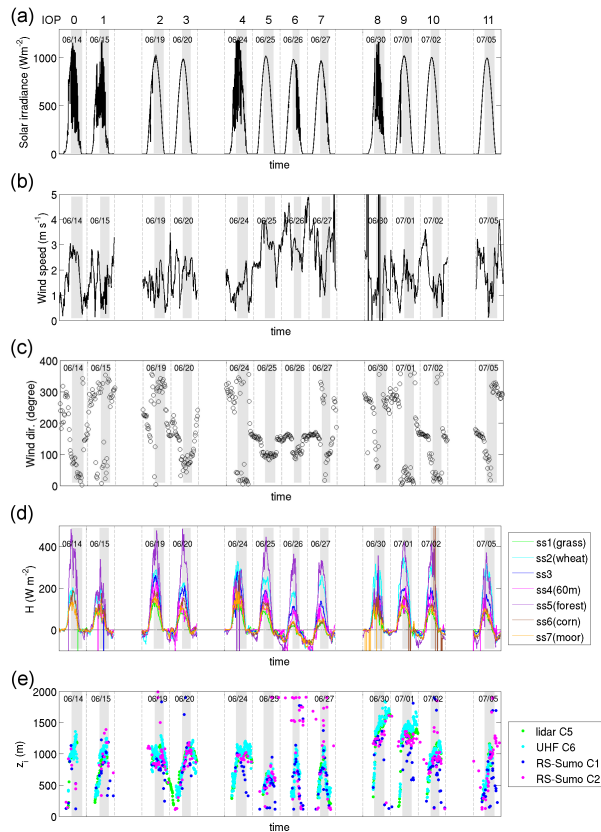 (a) IOP 0 1 2 3 4 5 6 7 8 9 10 11
06/14 06/15 06/19 06/20 06/24 06/25 06/26 06/27 06/30 07/01 07/02 07/05
Solar irradiance (Wm-2)
1000
500
0
time
(b)
06/14 06/15 06/19 06/20 06/24 06/25 06/26 06/27 06/30 07/01 07/02 07/05
Wind speed (m s-1)
5
4
3
2
1
0
time
(c)
06/14 06/15 06/19 06/20 06/24 06/25 06/26 06/27 06/30 07/01 07/02 07/05
Wind dir. (degree)
400
300
200
100
0
time
(d)
06/14 06/15 06/19 06/20 06/24 06/25 06/26 06/27 06/30 07/01 07/02 07/05
H (W m-2)
400
200
0
time
ss1(grass)
ss2(wheat)
ss3
ss4(60m)
ss5(forest)
ss6(corn)
ss7(moor)
(e)
06/14 06/15 06/19 06/20 06/24 06/25 06/26 06/27 06/30 07/01 07/02 07/05
zi (m)
2000
1500
1000
500
0
time
lidar C5
UHF C6
RS-Sumo C1
RS-Sumo C2